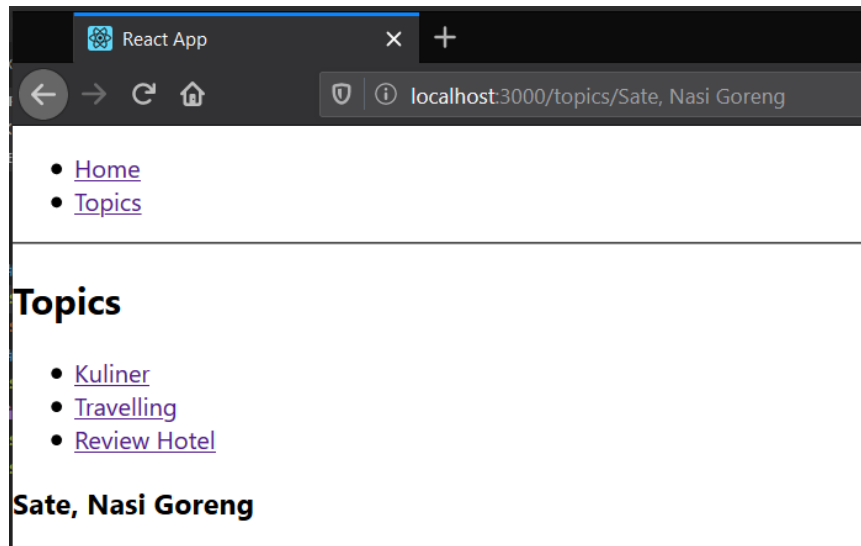 React App
localhost:3000/topics/Sate, Nasi Goreng
Home
Topics
Topics
Kuliner
Travelling
Review Hotel
Sate, Nasi Goreng